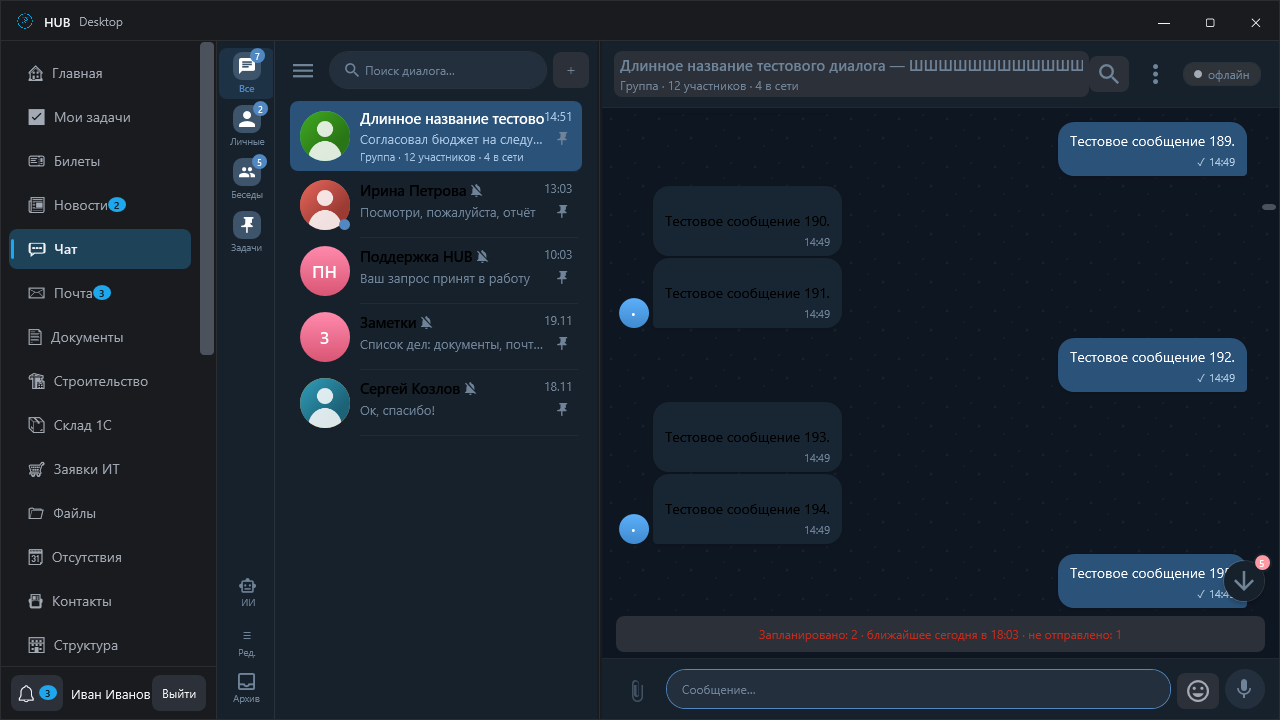 HUB Desktop
Главная
Мои задачи
Билеты
Новости 2
Чат
Почта 3
Документы
Строительство
Склад 1С
Заявки ИТ
Файлы
31 Отсутствия
Контакты
Структура
3 Иван Иванов Выйти
7
Все
2
Личные
5
Беседы
Задачи
ИИ
Ред.
Архив
Поиск диалога...
+
Длинное название тестово 14:51
Согласовал бюджет на следу...
Группа · 12 участников · 4 в сети
Ирина Петрова 13:03
Посмотри, пожалуйста, отчёт
ПН
Поддержка HUB 10:03
Ваш запрос принят в работу
З
Заметки 19.11
Список дел: документы, почт...
Сергей Козлов 18.11
Ок, спасибо!
Длинное название тестового диалога — ШШШШШШШШШШШШ
Группа · 12 участников · 4 в сети
офлайн
Тестовое сообщение 189.
✓ 14:49
Тестовое сообщение 190.
14:49
Тестовое сообщение 191.
14:49
Тестовое сообщение 192.
✓ 14:49
Тестовое сообщение 193.
14:49
Тестовое сообщение 194.
14:49
Тестовое сообщение
✓ 14:4
5
Запланировано: 2 · ближайшее сегодня в 18:03 · не отправлено: 1
Сообщение...